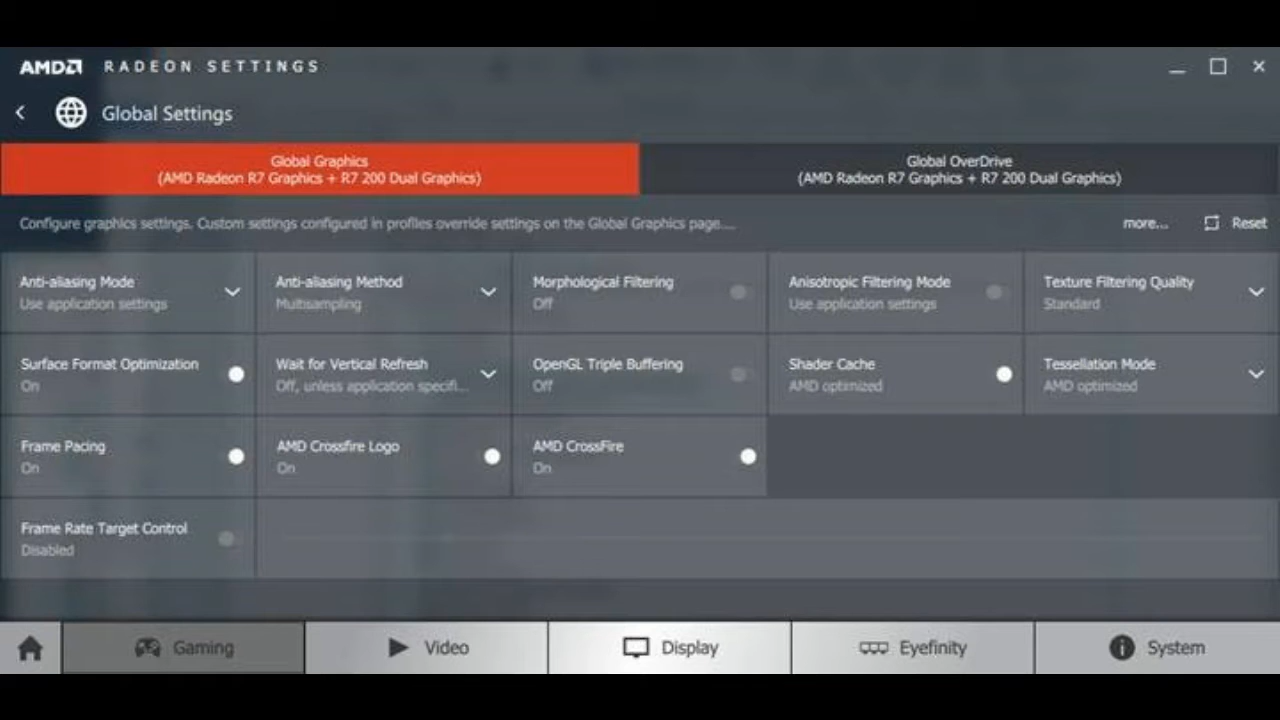 AMD RADEON SETTINGS
Global Settings
Global Graphics
(AMD Radeon R7 Graphics + R7 200 Dual Graphics)
Global OverDrive
(AMD Radeon R7 Graphics + R7 200 Dual Graphics)
Configure graphics settings. Custom settings configured in profiles override settings on the Global Graphics page....
more...
Reset
Anti-aliasing Mode
Use application settings
Anti-aliasing Method
Multisampling
Morphological Filtering
Off
Anisotropic Filtering Mode
Use application settings
Texture Filtering Quality
Standard
Surface Format Optimization
On
Wait for Vertical Refresh
Off, unless application specifi...
OpenGL Triple Buffering
Off
Shader Cache
AMD optimized
Tessellation Mode
AMD optimized
Frame Pacing
On
AMD Crossfire Logo
On
AMD CrossFire
On
Frame Rate Target Control
Disabled
Gaming
Video
Display
Eyefinity
System